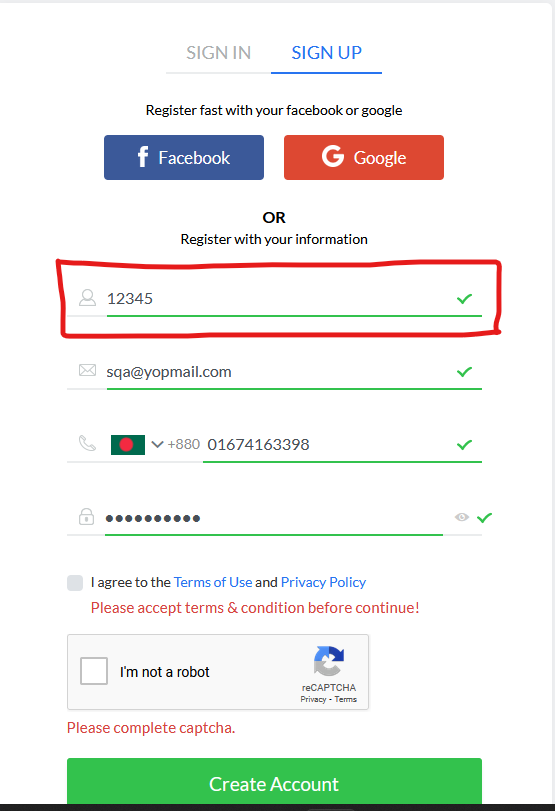 SIGN IN SIGN UP
Register fast with your facebook or google
f Facebook G Google
OR
Register with your information
12345
sqa@yopmail.com
+880 01674163398
I agree to the Terms of Use and Privacy Policy
Please accept terms & condition before continue!
I'm not a robot
reCAPTCHA
Privacy - Terms
Please complete captcha.
Create Account